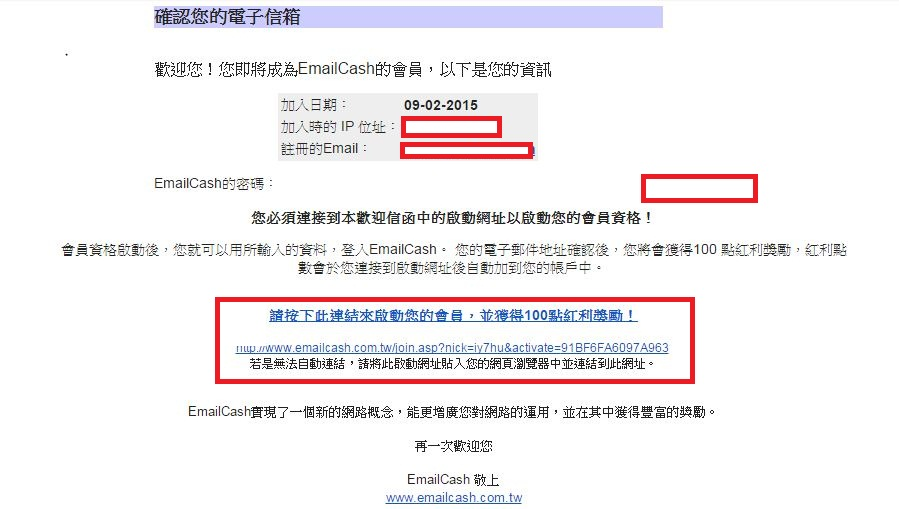 確認您的電子信箱
歡迎您！您即將成為EmailCash的會員，以下是您的資訊
加入日期： 09-02-2015
加入時的 IP 位址：
註冊的Email：
EmailCash的密碼：
您必須連接到本歡迎信函中的啟動網址以啟動您的會員資格！
會員資格啟動後，您就可以用所輸入的資料，登入EmailCash。 您的電子郵件地址確認後，您將會獲得100 點紅利獎勵，紅利點
數會於您連接到啟動網址後自動加到您的帳戶中。
請按下此連結來啟動您的會員，並獲得100點紅利獎勵！
http://www.emailcash.com.tw/join.asp?nick=iy7hu&activate=91BF6FA6097A963
若是無法自動連結，請將此啟動網址貼入您的網頁瀏覽器中並連結到此網址。
EmailCash實現了一個新的網路概念，能更增廣您對網路的運用，並在其中獲得豐富的獎勵。
再一次歡迎您
EmailCash 敬上
www.emailcash.com.tw